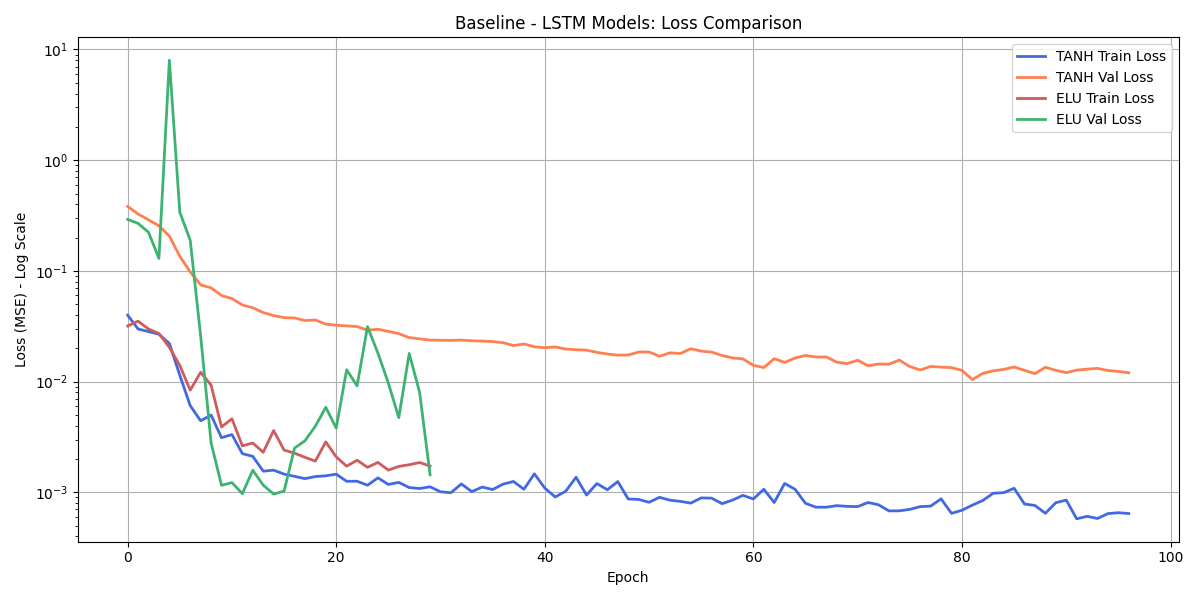 Baseline - LSTM Models: Loss Comparison
TANH Train Loss
TANH Val Loss
ELU Train Loss
ELU Val Loss
Loss (MSE) - Log Scale
10¹
10⁰
10⁻¹
10⁻²
10⁻³
0 20 40 60 80 100
Epoch